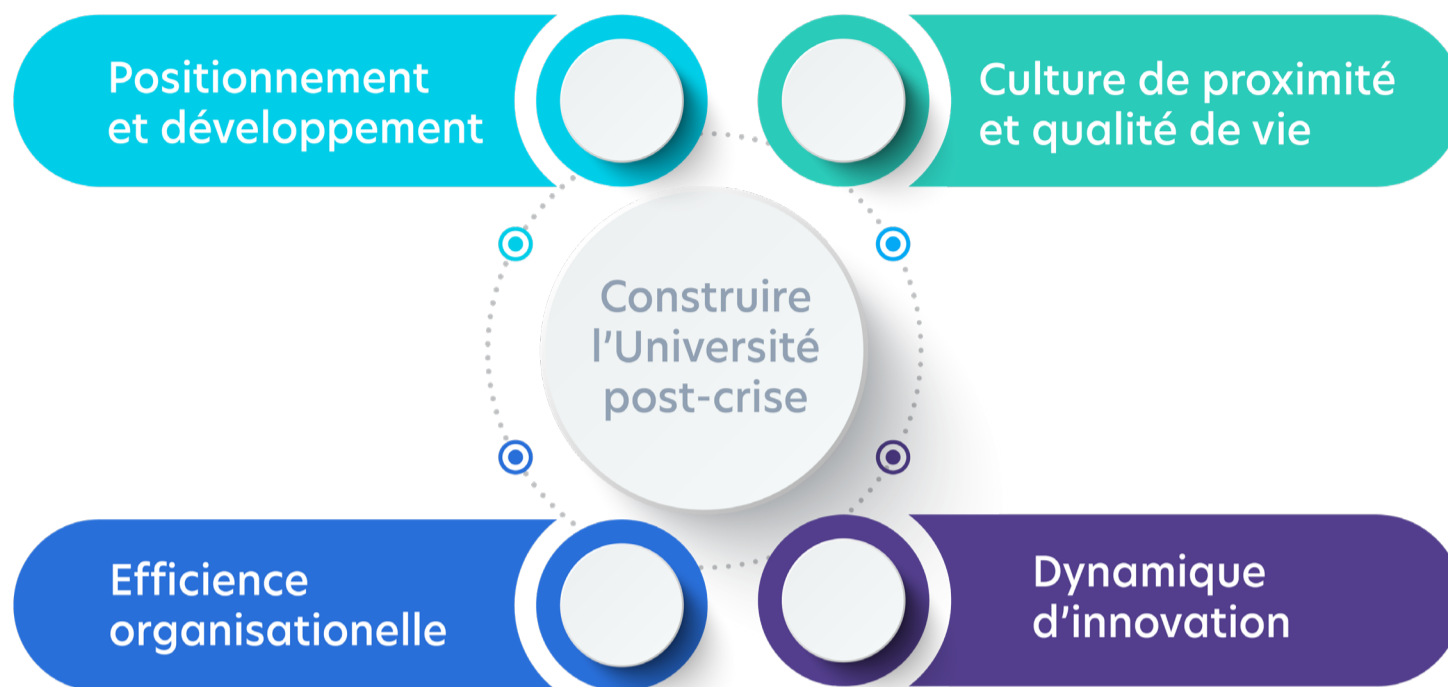 Positionnement
et développement
Culture de proximité
et qualité de vie
Construire
l’Université
post-crise
Efficience
organisationelle
Dynamique
d’innovation